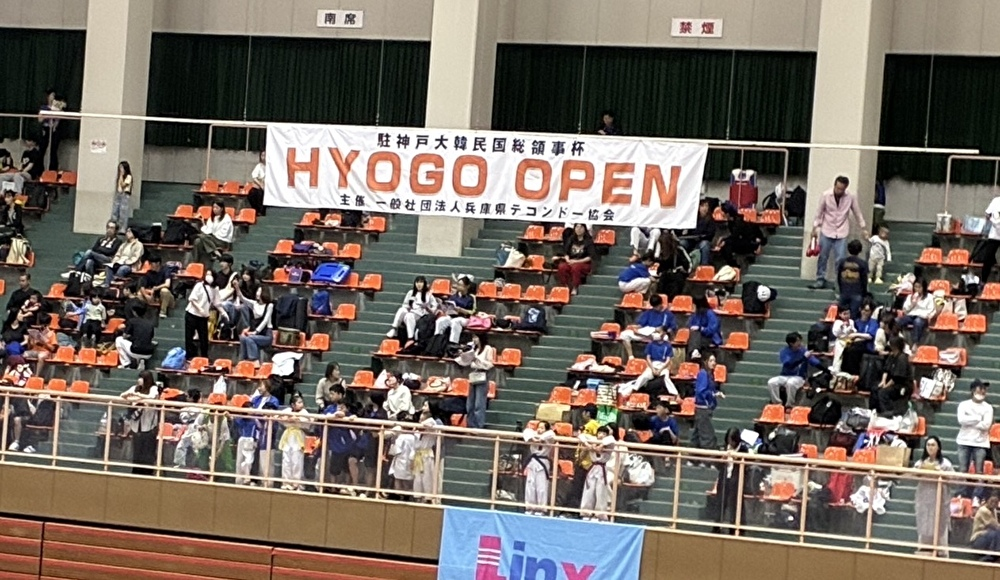 南席
禁煙
駐神戸大韓民国総領事杯
HYOGO OPEN
主催 一般社団法人兵庫県テコンドー協会
Linx